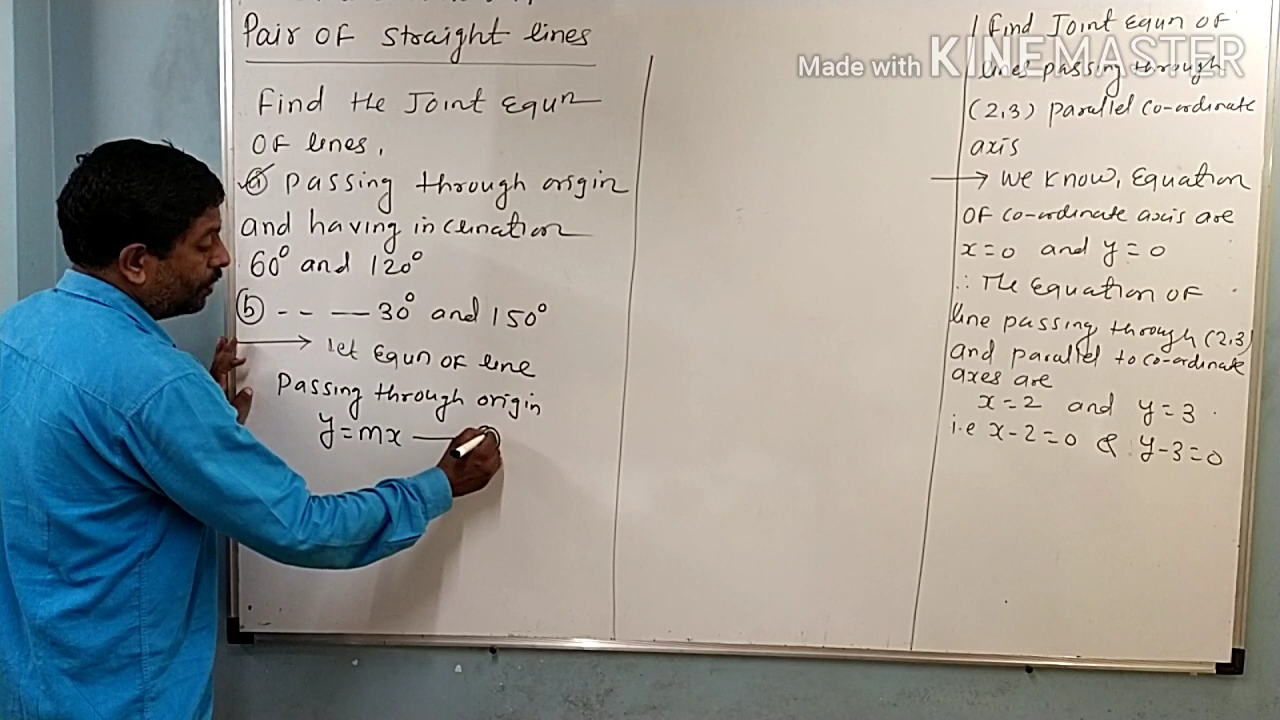 Pair OF straight lines
Find the Joint Equn
OF lines,
a passing through origin
and having inclination
60° and 120°
b - - — 30° and 150°
→ let Equn OF line
Passing through origin
y=mx —
1 Find Joint Equn OF
lines passing through
(2,3) parallel co-ordinate
axis
→ we know, Equation
OF co-ordinate axis are
x=0 and y=0
∴ The Equation OF
line passing through (2,3)
and parallel to co-ordinate
axes are
x=2 and y=3.
i.e x-2=0 & y-3=0
Made with KINEMASTER